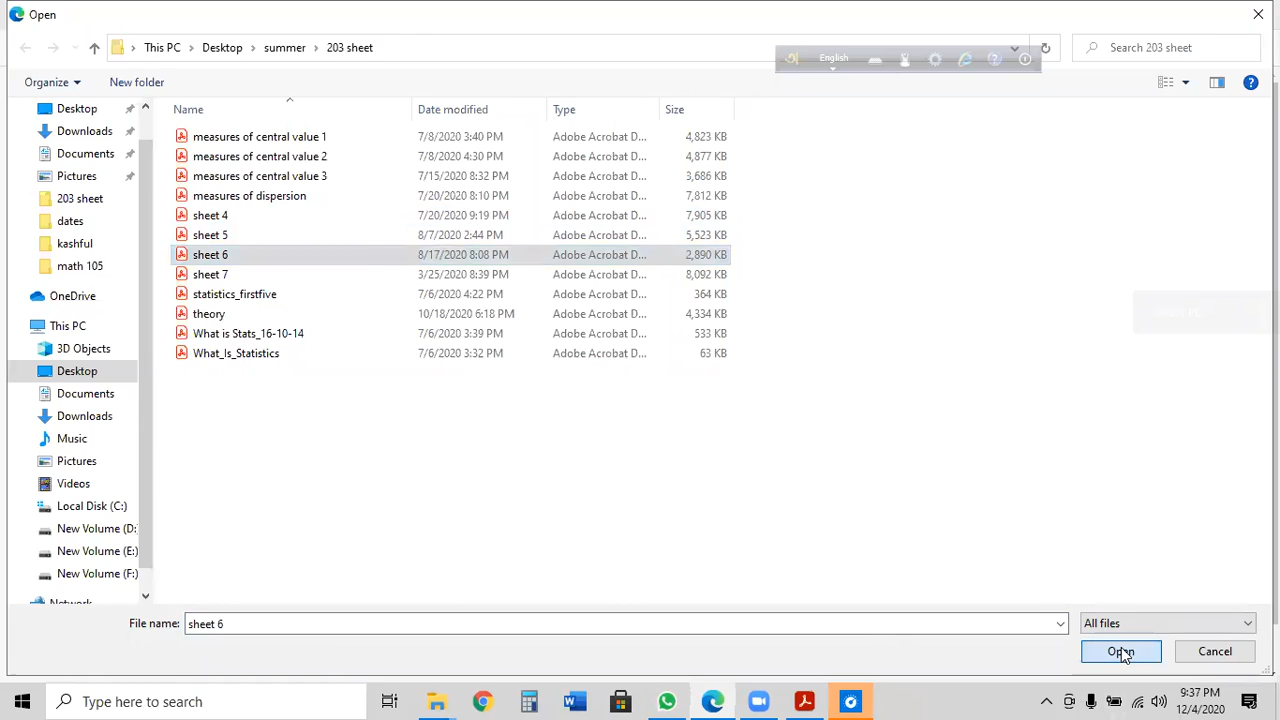 Open
This PC
Desktop
summer
203 sheet
Search 203 sheet
English
Organize
New folder
Name
Date modified
Type
Size
Desktop
Downloads
Documents
Pictures
203 sheet
dates
kashful
math 105
OneDrive
This PC
3D Objects
Desktop
Documents
Downloads
Music
Pictures
Videos
Local Disk (C:)
New Volume (D:
New Volume (E:)
New Volume (F:)
Network
measures of central value 1 7/8/2020 3:40 PM Adobe Acrobat D... 4,823 KB
measures of central value 2 7/8/2020 4:30 PM Adobe Acrobat D... 4,877 KB
measures of central value 3 7/15/2020 8:32 PM Adobe Acrobat D... 3,686 KB
measures of dispersion 7/20/2020 8:10 PM Adobe Acrobat D... 7,812 KB
sheet 4 7/20/2020 9:19 PM Adobe Acrobat D... 7,905 KB
sheet 5 8/7/2020 2:44 PM Adobe Acrobat D... 5,523 KB
sheet 6 8/17/2020 8:08 PM Adobe Acrobat D... 2,890 KB
sheet 7 3/25/2020 8:39 PM Adobe Acrobat D... 8,092 KB
statistics_firstfive 7/6/2020 4:22 PM Adobe Acrobat D... 364 KB
theory 10/18/2020 6:18 PM Adobe Acrobat D... 4,334 KB
What is Stats_16-10-14 7/6/2020 3:39 PM Adobe Acrobat D... 533 KB
What_Is_Statistics 7/6/2020 3:32 PM Adobe Acrobat D... 63 KB
File name: sheet 6
All files
Open
Cancel
Type here to search
9:37 PM
12/4/2020